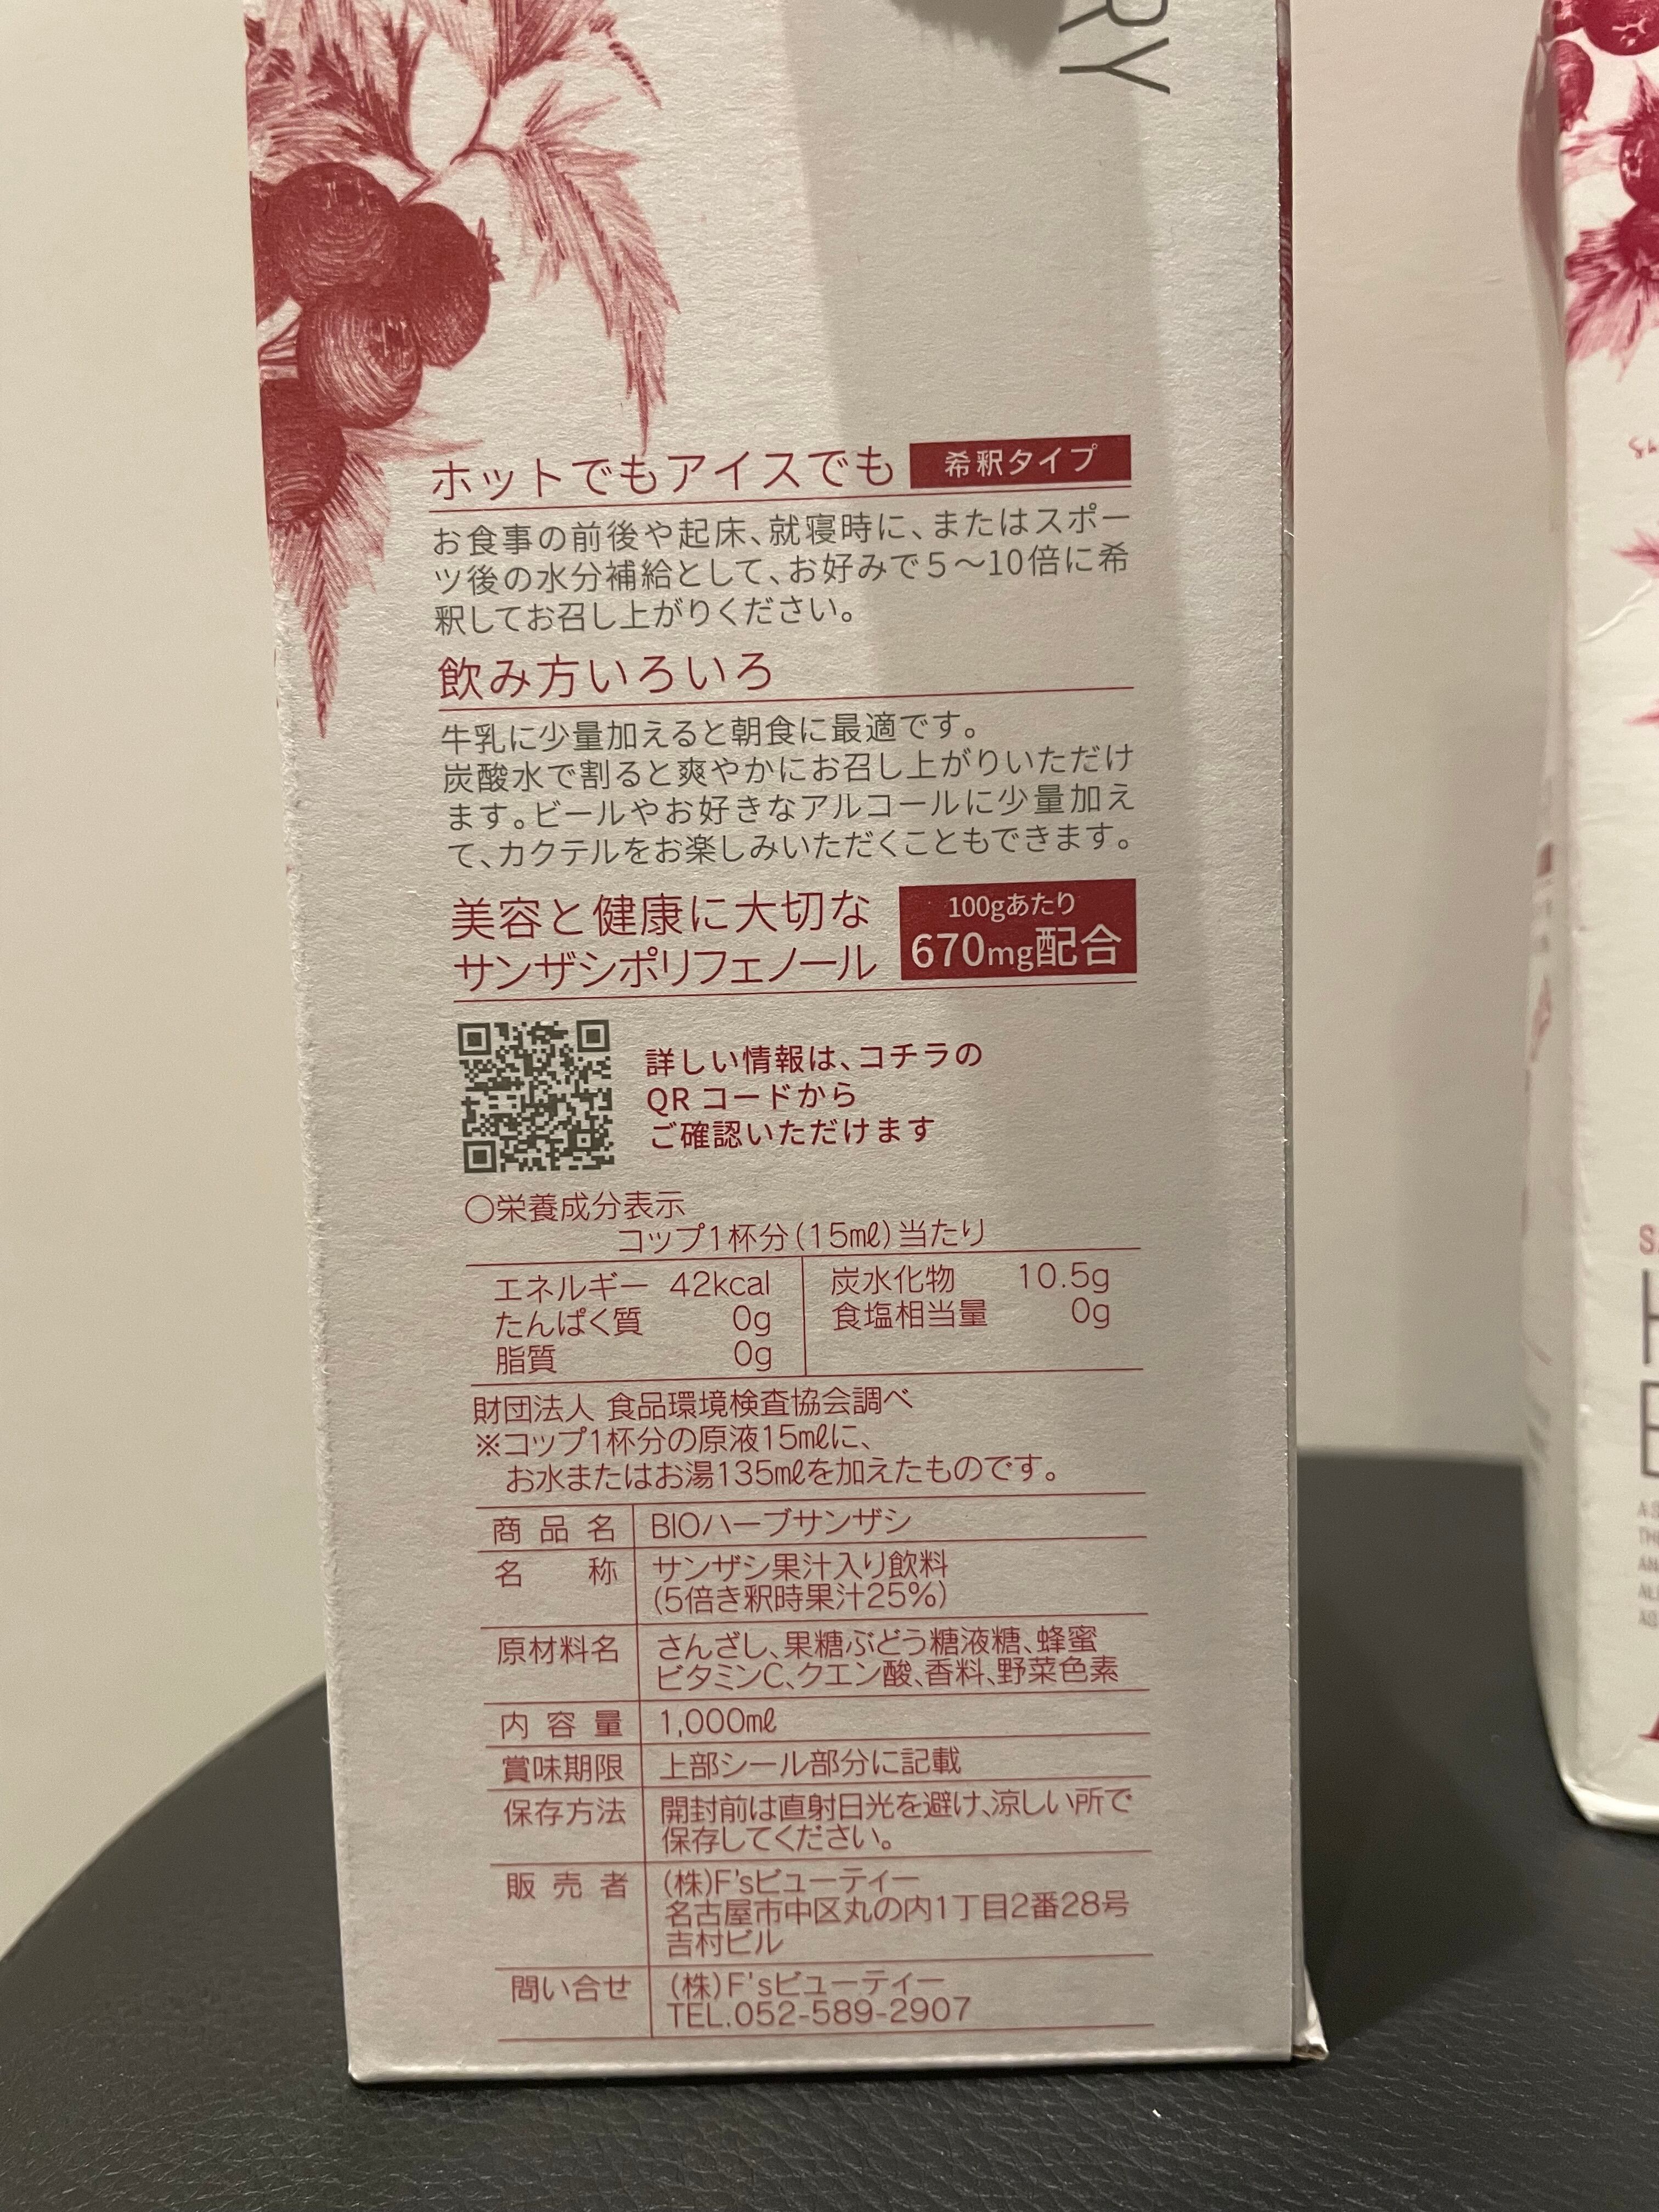 RY
ホットでもアイスでも 希釈タイプ
お食事の前後や起床、就寝時に、またはスポー
ツ後の水分補給として、お好みで5〜10倍に希
釈してお召し上がりください。
飲み方いろいろ
牛乳に少量加えると朝食に最適です。
炭酸水で割ると爽やかにお召し上がりいただけ
ます。ビールやお好きなアルコールに少量加え
て、カクテルをお楽しみいただくこともできます。
美容と健康に大切な
サンザシポリフェノール
100gあたり
670mg配合
詳しい情報は、コチラの
QRコードから
ご確認いただけます
○栄養成分表示
コップ1杯分(15mℓ)当たり
エネルギー 42kcal 炭水化物 10.5g
たんぱく質 0g 食塩相当量 0g
脂質 0g
財団法人 食品環境検査協会調べ
※コップ1杯分の原液15mℓに、
お水またはお湯135mℓを加えたものです。
商品名 BIOハーブサンザシ
名称 サンザシ果汁入り飲料
(5倍き釈時果汁25%)
原材料名 さんざし、果糖ぶどう糖液糖、蜂蜜
ビタミンC、クエン酸、香料、野菜色素
内容量 1,000mℓ
賞味期限 上部シール部分に記載
保存方法 開封前は直射日光を避け、涼しい所で
保存してください。
販売者 (株)F'sビューティー
名古屋市中区丸の内1丁目2番28号
吉村ビル
問い合せ (株)F'sビューティー
TEL.052-589-2907